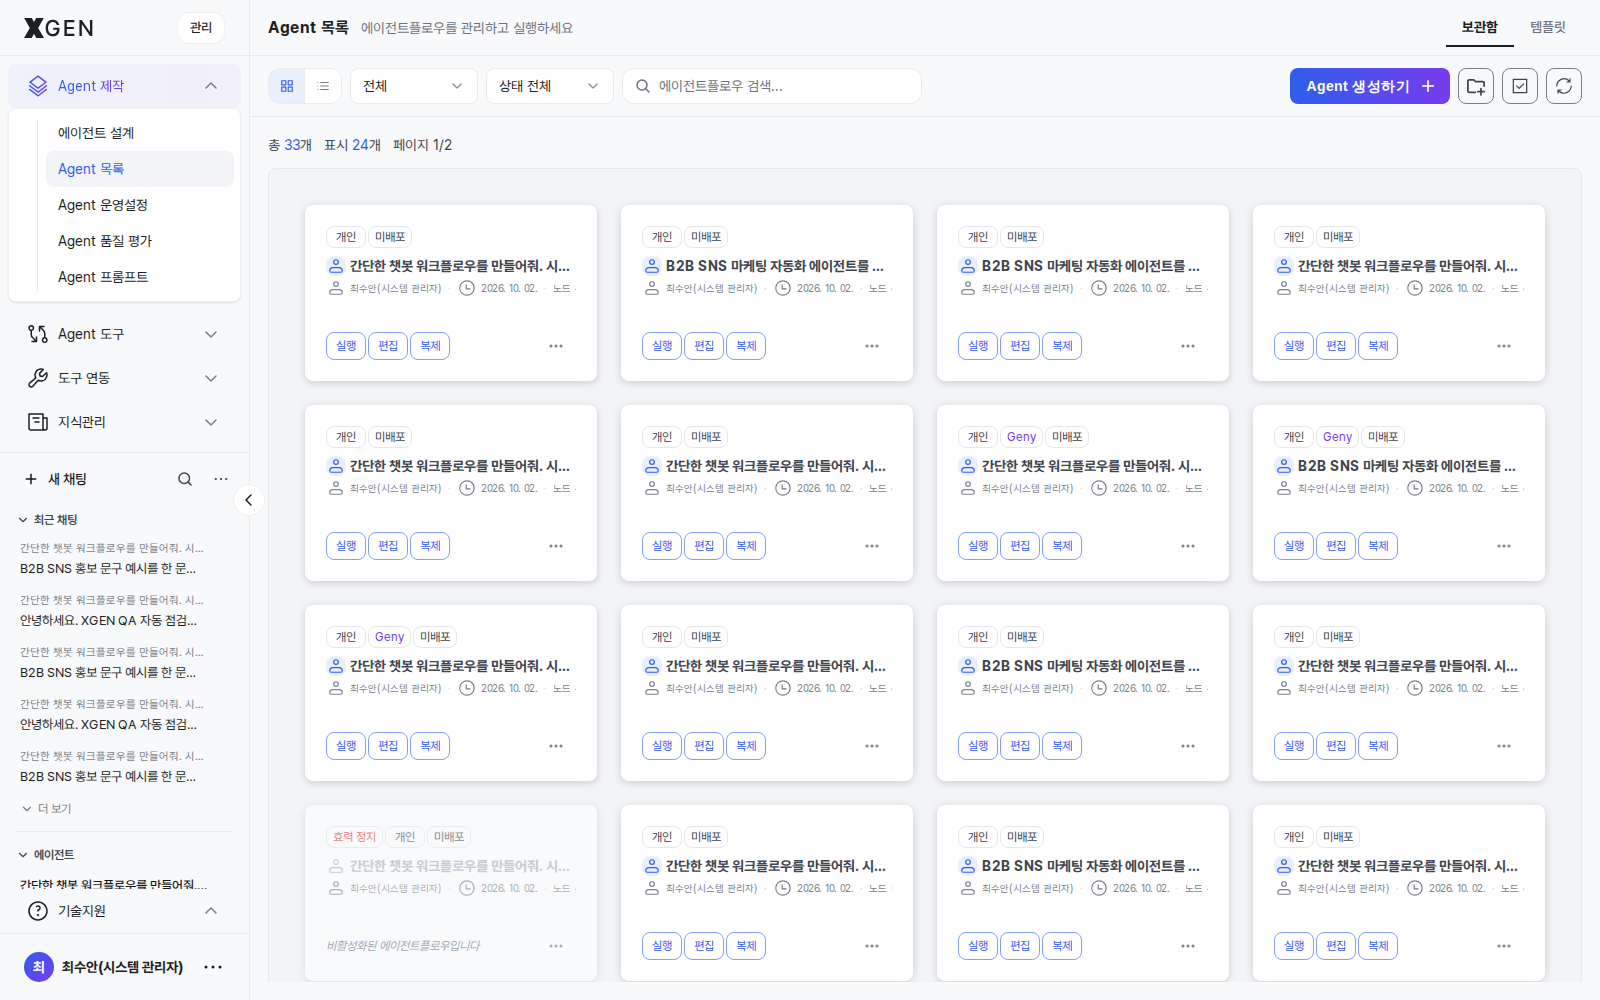 XGEN
관리
Agent 제작
에이전트 설계
Agent 목록
Agent 운영설정
Agent 품질 평가
Agent 프롬프트
Agent 도구
도구 연동
지식관리
새 채팅
최근 채팅
간단한 챗봇 워크플로우를 만들어줘. 시...
B2B SNS 홍보 문구 예시를 한 문...
간단한 챗봇 워크플로우를 만들어줘. 시...
안녕하세요. XGEN QA 자동 점검...
간단한 챗봇 워크플로우를 만들어줘. 시...
B2B SNS 홍보 문구 예시를 한 문...
간단한 챗봇 워크플로우를 만들어줘. 시...
안녕하세요. XGEN QA 자동 점검...
간단한 챗봇 워크플로우를 만들어줘. 시...
B2B SNS 홍보 문구 예시를 한 문...
더 보기
에이전트
간단한 챗봇 워크플로우를 만들어줘....
기술지원
최 최수안(시스템 관리자)
Agent 목록 에이전트플로우를 관리하고 실행하세요
보관함 템플릿
전체 상태 전체 에이전트플로우 검색...
Agent 생성하기
총 33개 표시 24개 페이지 1/2
개인 미배포
간단한 챗봇 워크플로우를 만들어줘. 시...
최수안(시스템 관리자) · 2026. 10. 02. · 노드
실행 편집 복제
개인 미배포
B2B SNS 마케팅 자동화 에이전트를 ...
최수안(시스템 관리자) · 2026. 10. 02. · 노드
실행 편집 복제
개인 미배포
B2B SNS 마케팅 자동화 에이전트를 ...
최수안(시스템 관리자) · 2026. 10. 02. · 노드
실행 편집 복제
개인 미배포
간단한 챗봇 워크플로우를 만들어줘. 시...
최수안(시스템 관리자) · 2026. 10. 02. · 노드
실행 편집 복제
개인 미배포
간단한 챗봇 워크플로우를 만들어줘. 시...
최수안(시스템 관리자) · 2026. 10. 02. · 노드
실행 편집 복제
개인 미배포
간단한 챗봇 워크플로우를 만들어줘. 시...
최수안(시스템 관리자) · 2026. 10. 02. · 노드
실행 편집 복제
개인 Geny 미배포
간단한 챗봇 워크플로우를 만들어줘. 시...
최수안(시스템 관리자) · 2026. 10. 02. · 노드
실행 편집 복제
개인 Geny 미배포
B2B SNS 마케팅 자동화 에이전트를 ...
최수안(시스템 관리자) · 2026. 10. 02. · 노드
실행 편집 복제
개인 Geny 미배포
간단한 챗봇 워크플로우를 만들어줘. 시...
최수안(시스템 관리자) · 2026. 10. 02. · 노드
실행 편집 복제
개인 미배포
간단한 챗봇 워크플로우를 만들어줘. 시...
최수안(시스템 관리자) · 2026. 10. 02. · 노드
실행 편집 복제
개인 미배포
B2B SNS 마케팅 자동화 에이전트를 ...
최수안(시스템 관리자) · 2026. 10. 02. · 노드
실행 편집 복제
개인 미배포
간단한 챗봇 워크플로우를 만들어줘. 시...
최수안(시스템 관리자) · 2026. 10. 02. · 노드
실행 편집 복제
효력 정지 개인 미배포
간단한 챗봇 워크플로우를 만들어줘. 시...
최수안(시스템 관리자) · 2026. 10. 02. · 노드
비활성화된 에이전트플로우입니다
개인 미배포
간단한 챗봇 워크플로우를 만들어줘. 시...
최수안(시스템 관리자) · 2026. 10. 02. · 노드
실행 편집 복제
개인 미배포
B2B SNS 마케팅 자동화 에이전트를 ...
최수안(시스템 관리자) · 2026. 10. 02. · 노드
실행 편집 복제
개인 미배포
간단한 챗봇 워크플로우를 만들어줘. 시...
최수안(시스템 관리자) · 2026. 10. 02. · 노드
실행 편집 복제